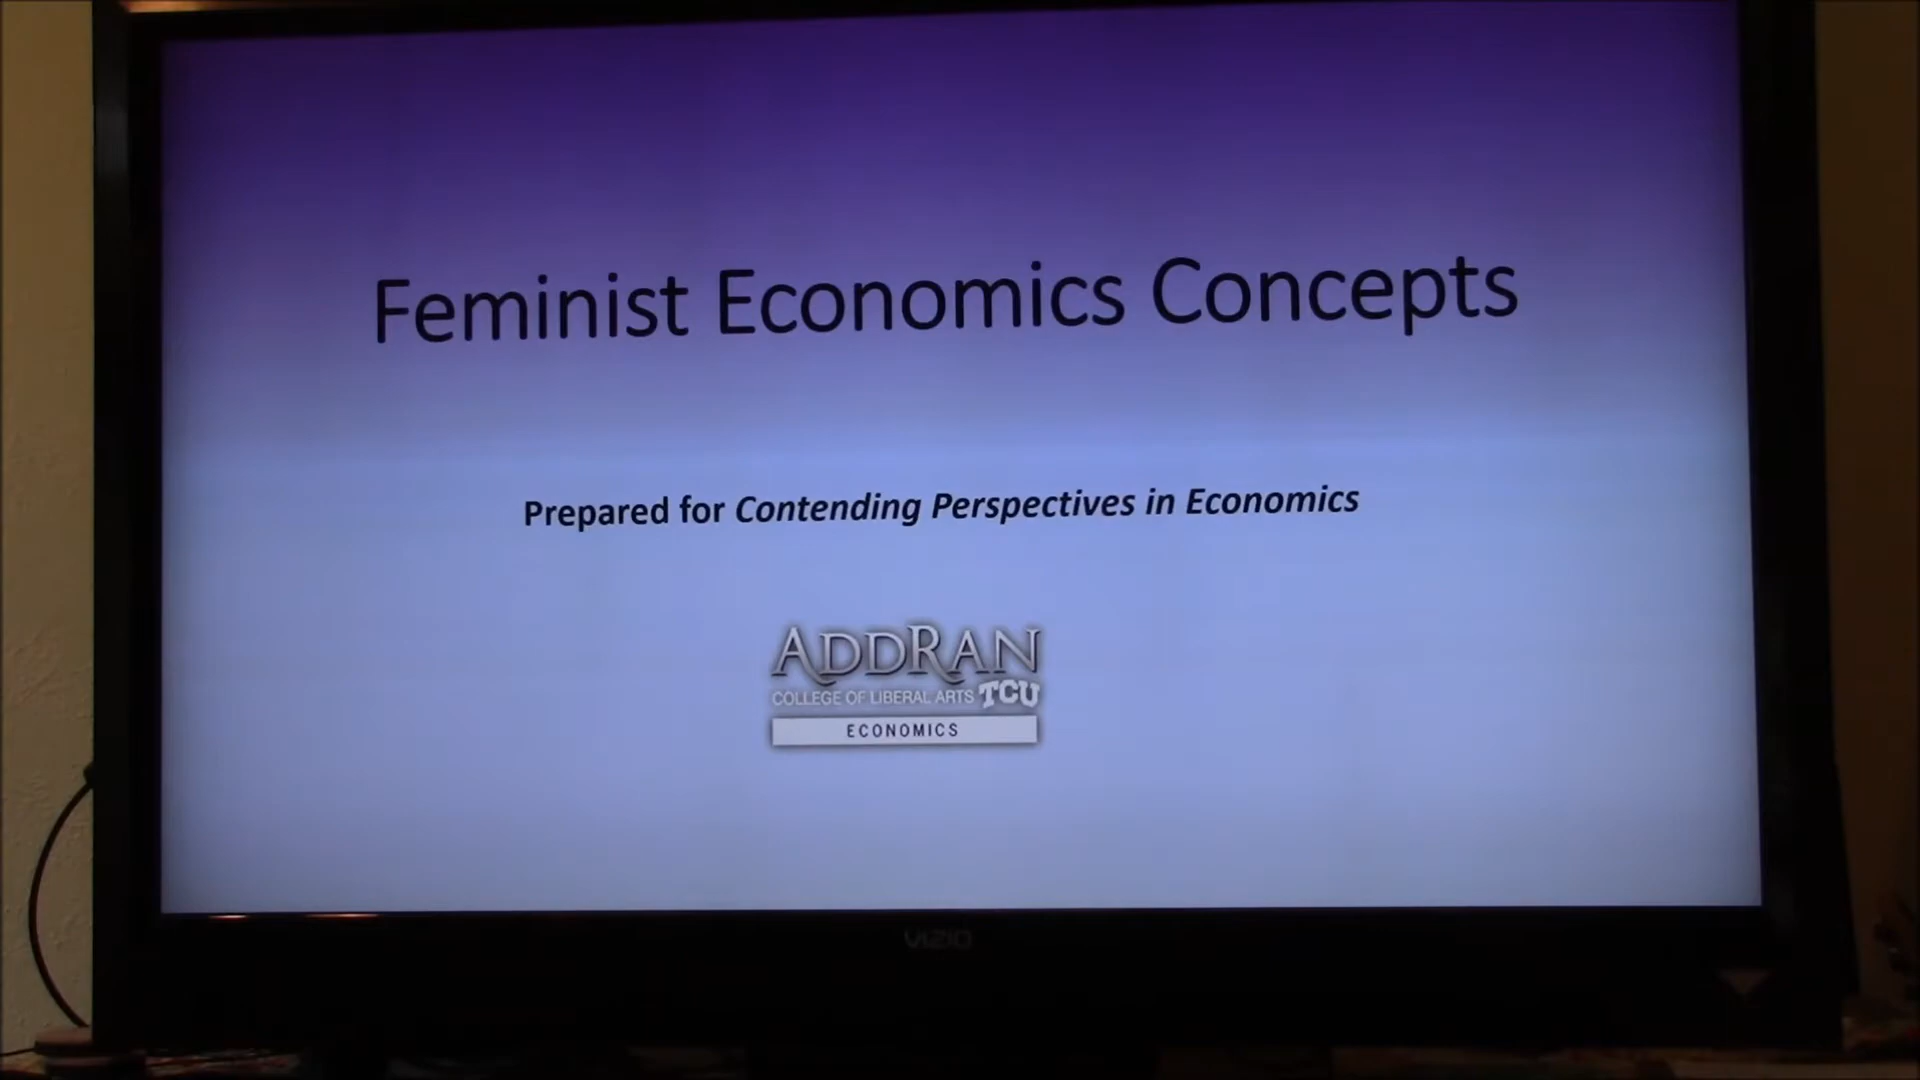 Feminist Economics Concepts
Prepared for Contending Perspectives in Economics
ADDRAN
COLLEGE OF LIBERAL ARTS TCU
ECONOMICS
VIZIO